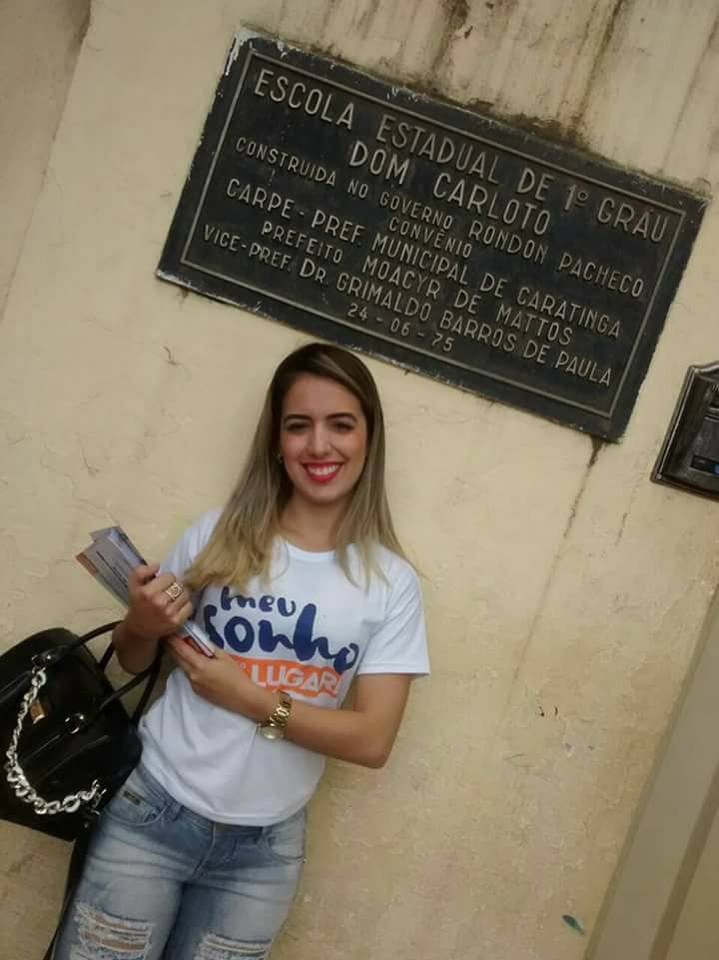 ESCOLA ESTADUAL DE 1º GRAU
DOM CARLOTO
CONSTRUIDA NO GOVERNO RONDON PACHECO
CONVÊNIO
CARPE - PREF. MUNICIPAL DE CARATINGA
PREFEITO MOACYR DE MATTOS
VICE-PREF. DR. GRIMALDO BARROS DE PAULA
24 - 06 - 75
meu
sonho
LUGAR